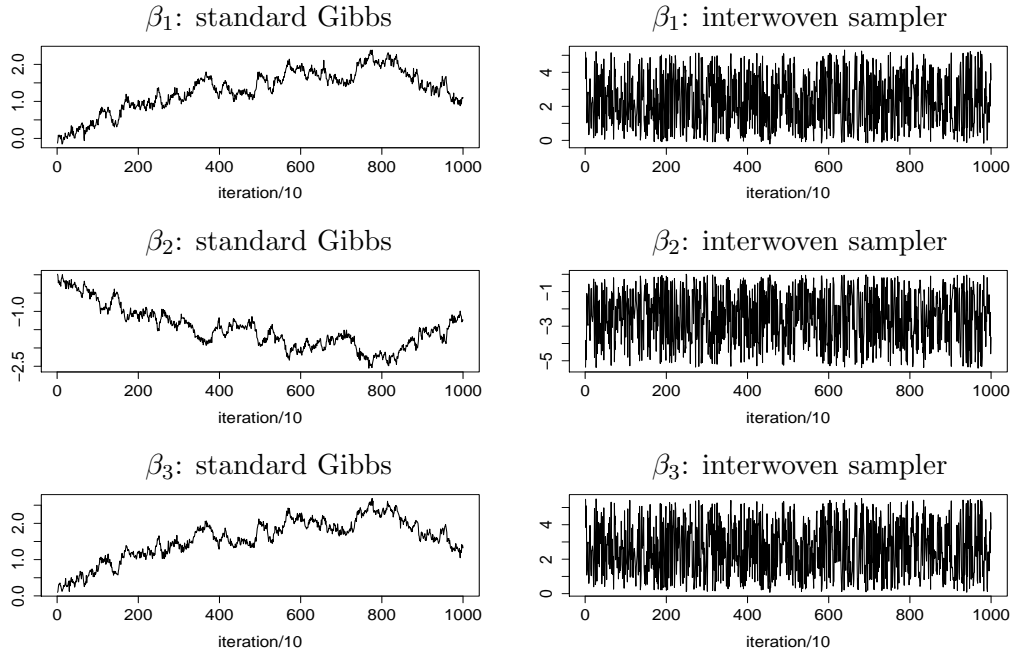 β1: standard Gibbs
0.0 1.0 2.0
0 200 400 600 800 1000
iteration/10
β1: interwoven sampler
0 2 4
0 200 400 600 800 1000
iteration/10
β2: standard Gibbs
−2.5 −1.0
0 200 400 600 800 1000
iteration/10
β2: interwoven sampler
−5 −3 −1
0 200 400 600 800 1000
iteration/10
β3: standard Gibbs
0.0 1.0 2.0
0 200 400 600 800 1000
iteration/10
β3: interwoven sampler
0 2 4
0 200 400 600 800 1000
iteration/10